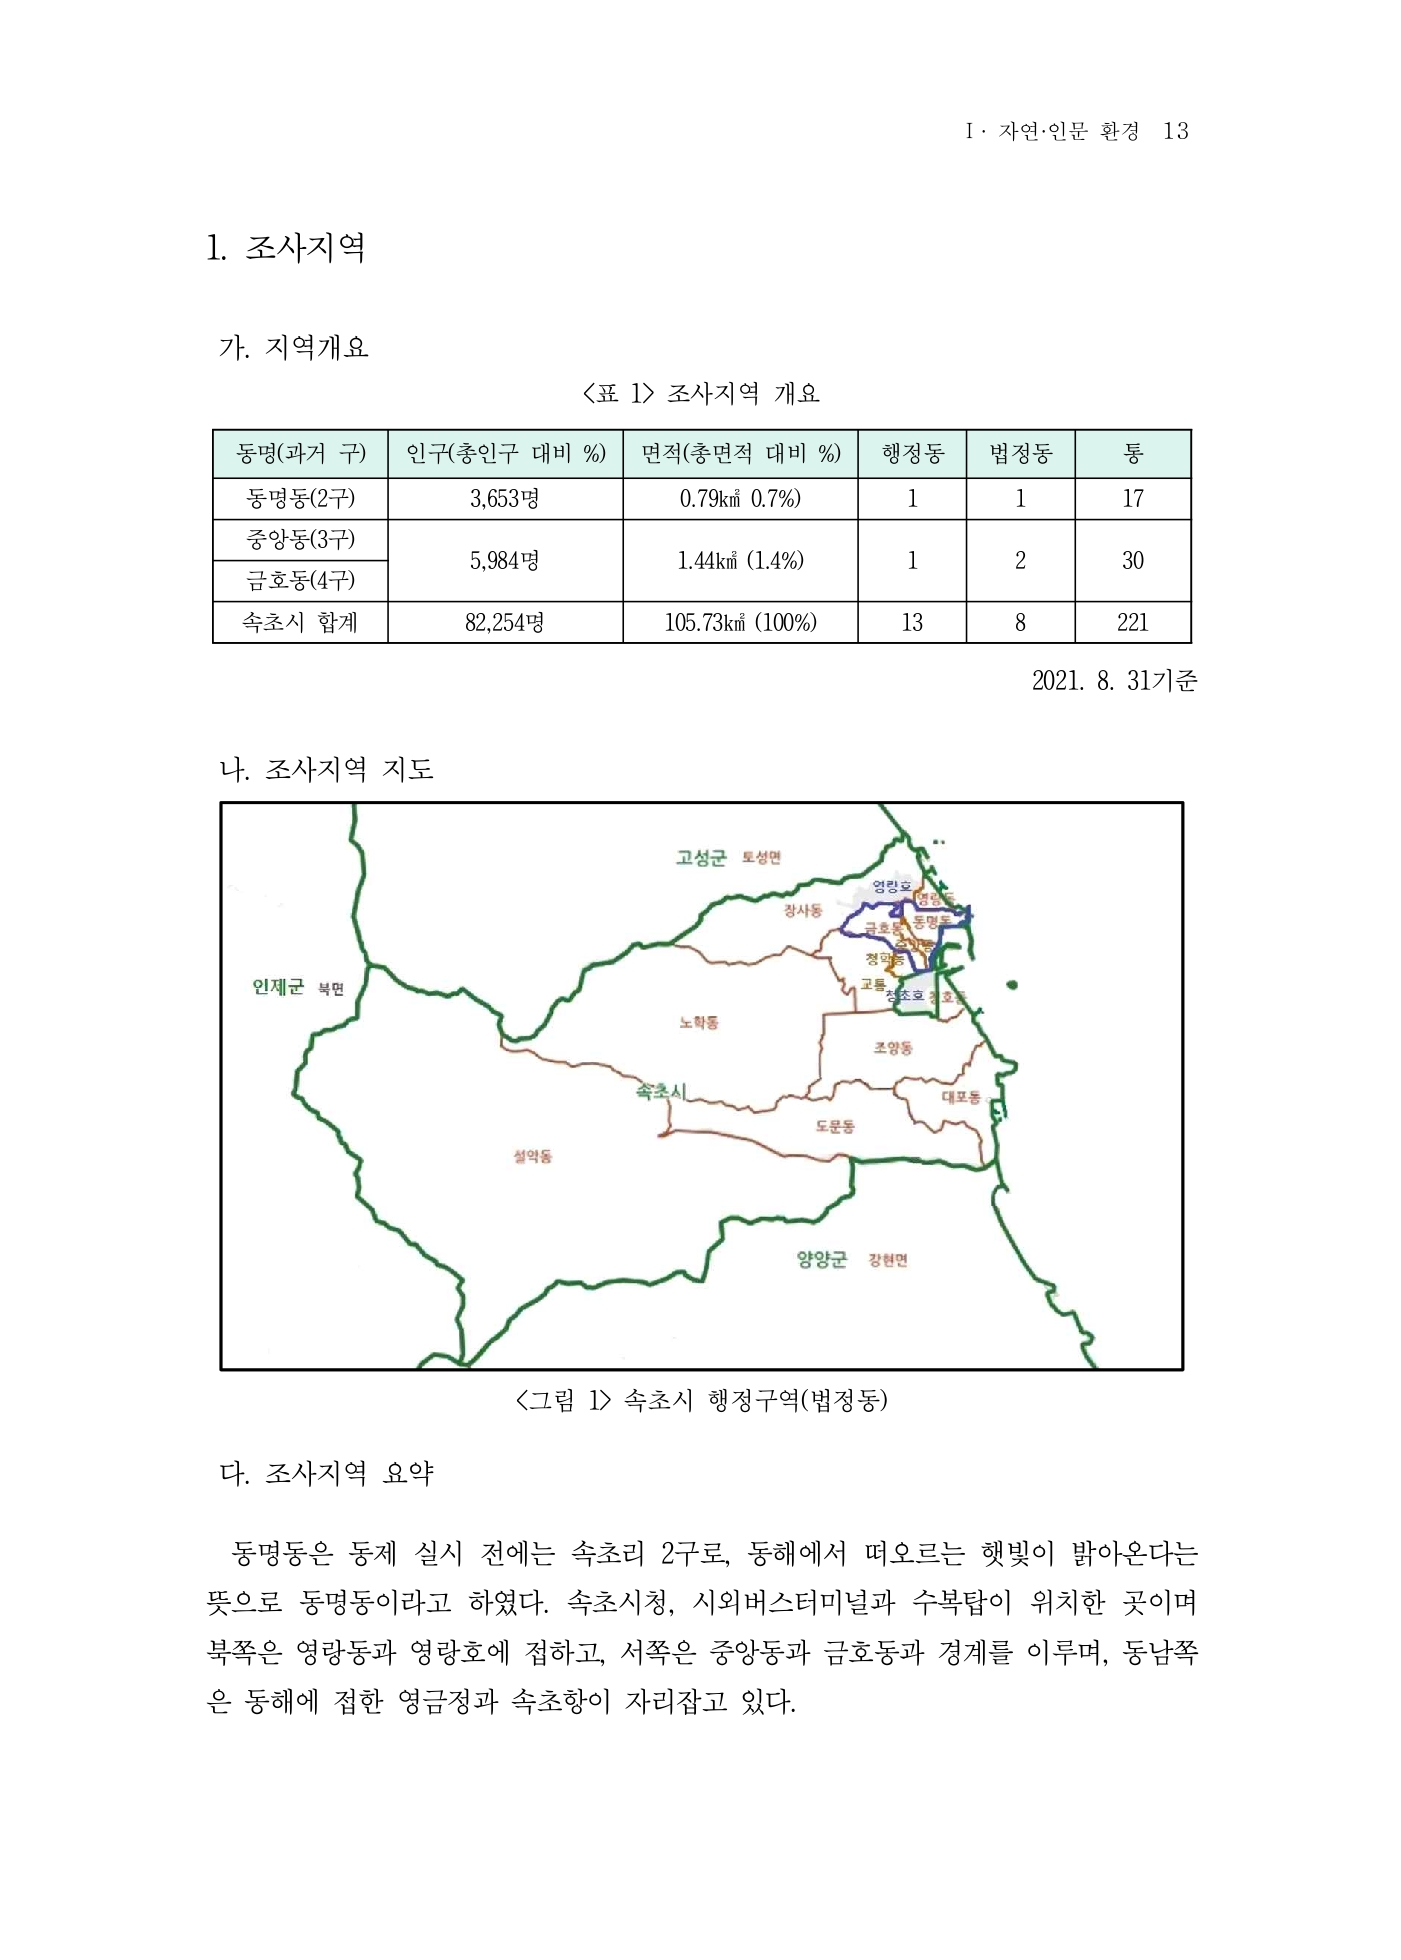 I · 자연·인문 환경 13
1. 조사지역
가. 지역개요
<표 1> 조사지역 개요
동명(과거 구) 인구(총인구 대비 %) 면적(총면적 대비 %) 행정동 법정동 통
동명동(2구) 3,653명 0.79㎢ 0.7%) 1 1 17
중앙동(3구)
5,984명 1.44㎢ (1.4%) 1 2 30
금호동(4구)
속초시 합계 82,254명 105.73㎢ (100%) 13 8 221
2021. 8. 31기준
나. 조사지역 지도
고성군 토성면
영랑호
영랑동
장사동
동명동
금호동
중앙동
청학동
인제군 북면
교동
청초호 청호동
노학동
조양동
속초시
대포동
도문동
설악동
양양군 강현면
<그림 1> 속초시 행정구역(법정동)
다. 조사지역 요약
동명동은 동제 실시 전에는 속초리 2구로, 동해에서 떠오르는 햇빛이 밝아온다는
뜻으로 동명동이라고 하였다. 속초시청, 시외버스터미널과 수복탑이 위치한 곳이며
북쪽은 영랑동과 영랑호에 접하고, 서쪽은 중앙동과 금호동과 경계를 이루며, 동남쪽
은 동해에 접한 영금정과 속초항이 자리잡고 있다.